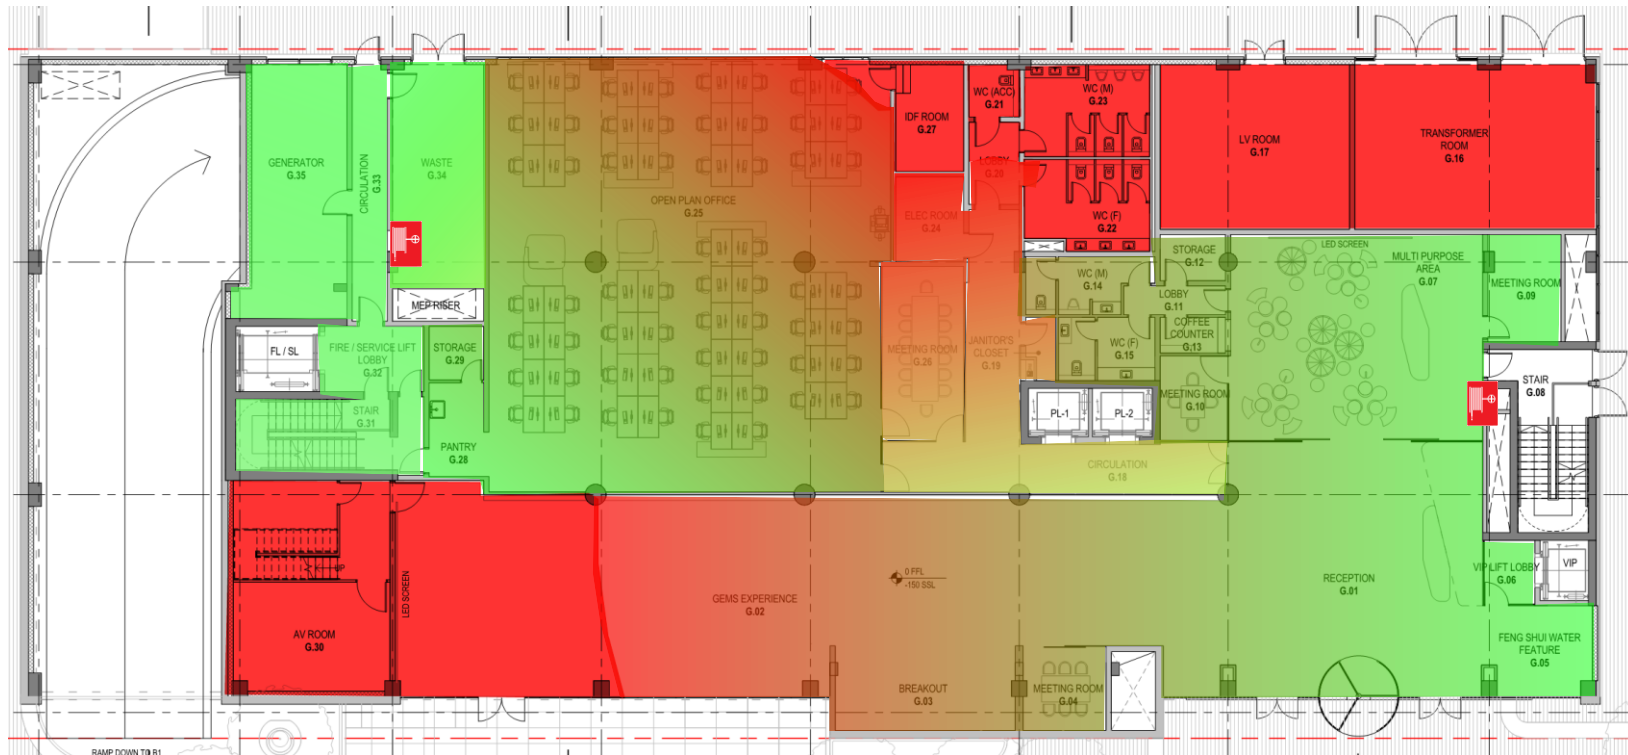 WC (ACC)
G.21
WC (M)
G.23
IDF ROOM
G.27
LV ROOM
G.17
TRANSFORMER
ROOM
G.16
GENERATOR
G.35
CIRCULATION
G.33
WASTE
G.34
LOBBY
G.20
OPEN PLAN OFFICE
G.25
ELEC ROOM
G.24
WC (F)
G.22
STORAGE
G.12
LED SCREEN
MULTI PURPOSE
AREA
G.07
MEETING ROOM
G.09
WC (M)
G.14
LOBBY
G.11
MEP RISER
COFFEE
COUNTER
G.13
FL / SL
FIRE / SERVICE LIFT
LOBBY
G.32
STORAGE
G.29
MEETING ROOM
G.26
JANITOR'S
CLOSET
G.19
WC (F)
G.15
STAIR
G.08
MEETING ROOM
G.10
PL-1
PL-2
STAIR
G.31
PANTRY
G.28
CIRCULATION
G.18
UP
LED SCREEN
0 FFL
-150 SSL
GEMS EXPERIENCE
G.02
RECEPTION
G.01
VIP LIFT LOBBY
G.06
VIP
AV ROOM
G.30
FENG SHUI WATER
FEATURE
G.05
BREAKOUT
G.03
MEETING ROOM
G.04
RAMP DOWN TO B1